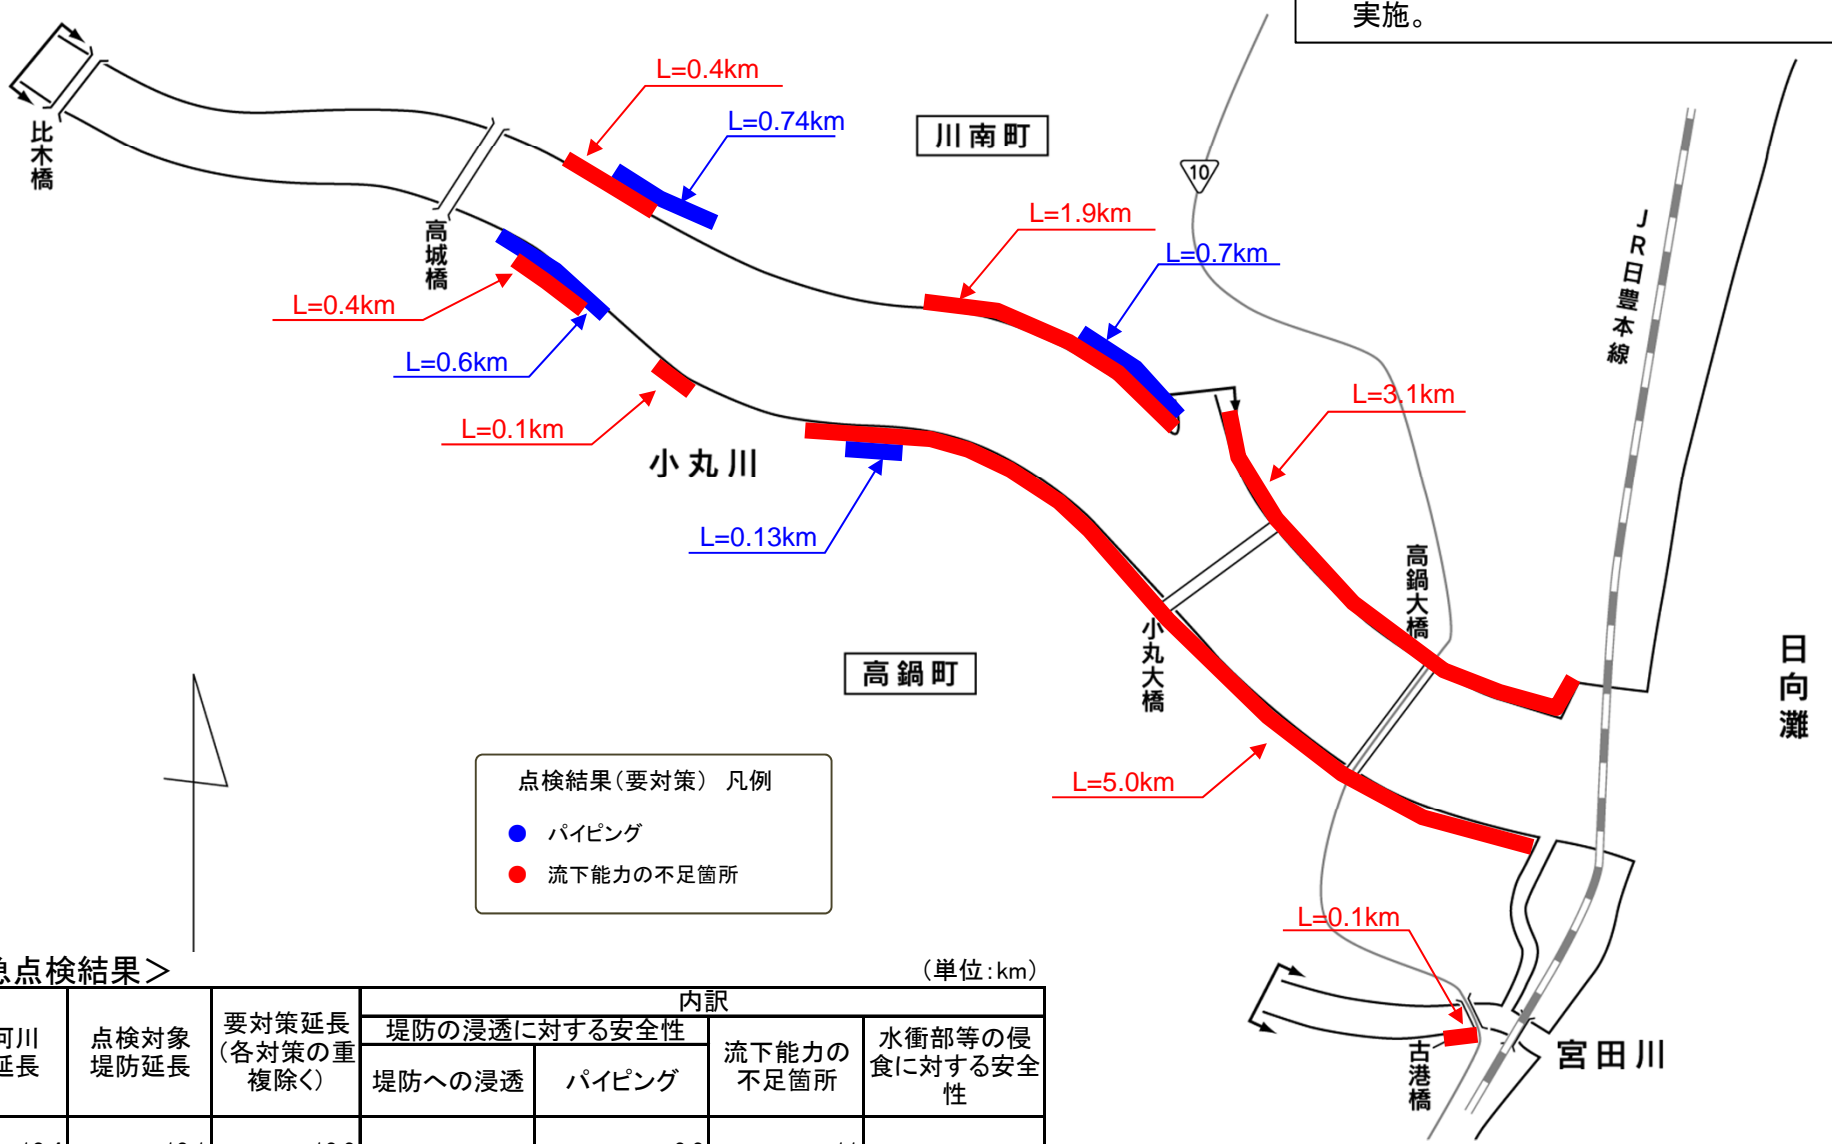 実施。
L=0.4km
L=0.74km
川南町
10
比木橋
高城橋
L=1.9km
L=0.7km
JR日豊本線
L=0.4km
L=0.6km
L=0.1km
小丸川
L=3.1km
L=0.13km
高鍋大橋
小丸大橋
高鍋町
日向灘
L=5.0km
点検結果(要対策) 凡例
パイピング
流下能力の不足箇所
L=0.1km
古港橋
宮田川
急点検結果＞
(単位:km)
河川
延長
点検対象
堤防延長
要対策延長
(各対策の重
複除く)
内訳
堤防の浸透に対する安全性
堤防への浸透
パイピング
流下能力の
不足箇所
水衝部等の侵
食に対する安全
性